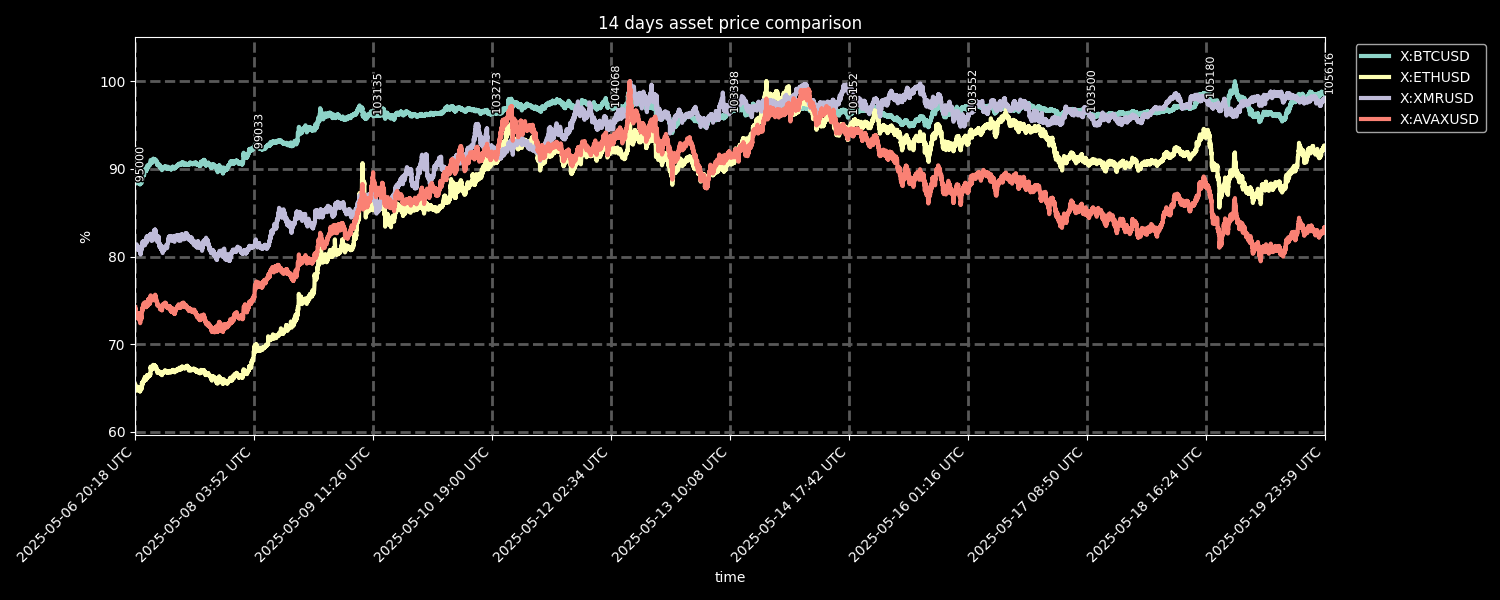 14 days asset price comparison
X:BTCUSD
X:ETHUSD
X:XMRUSD
X:AVAXUSD
100
90
80
70
60
%
95000
99033
103135
103273
104068
103398
103152
103552
103500
105180
105616
2025-05-06 20:18 UTC
2025-05-08 03:52 UTC
2025-05-09 11:26 UTC
2025-05-10 19:00 UTC
2025-05-12 02:34 UTC
2025-05-13 10:08 UTC
2025-05-14 17:42 UTC
2025-05-16 01:16 UTC
2025-05-17 08:50 UTC
2025-05-18 16:24 UTC
2025-05-19 23:59 UTC
time